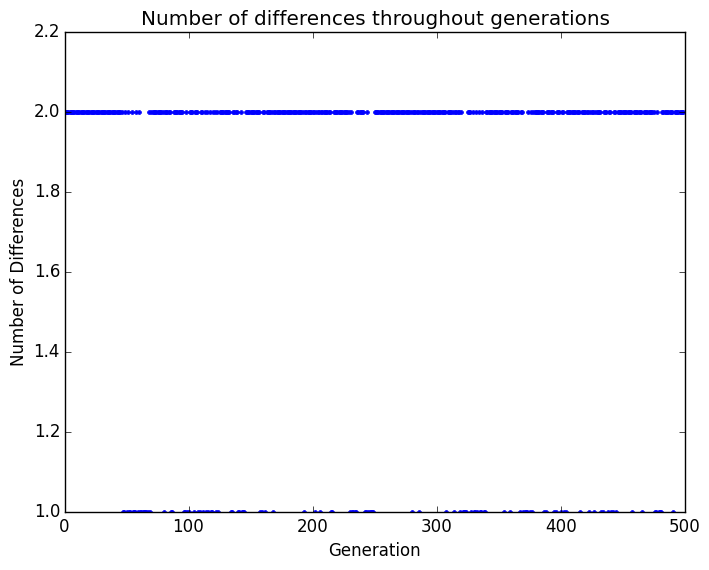 Number of differences throughout generations
2.2
2.0
1.8
1.6
1.4
1.2
1.0
Number of Differences
0 100 200 300 400 500
Generation